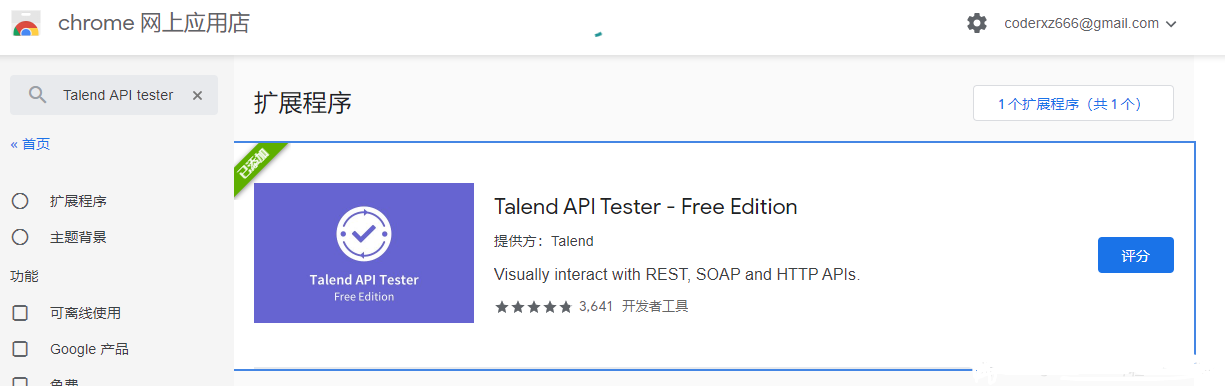 chrome 网上应用店
coderxz666@gmail.com
Talend API tester
扩展程序
1 个扩展程序（共 1 个）
« 首页
已添加
扩展程序
主题背景
功能
可离线使用
Google 产品
免费
Talend API Tester
Free Edition
Talend API Tester - Free Edition
提供方：Talend
Visually interact with REST, SOAP and HTTP APIs.
3,641 开发者工具
评分